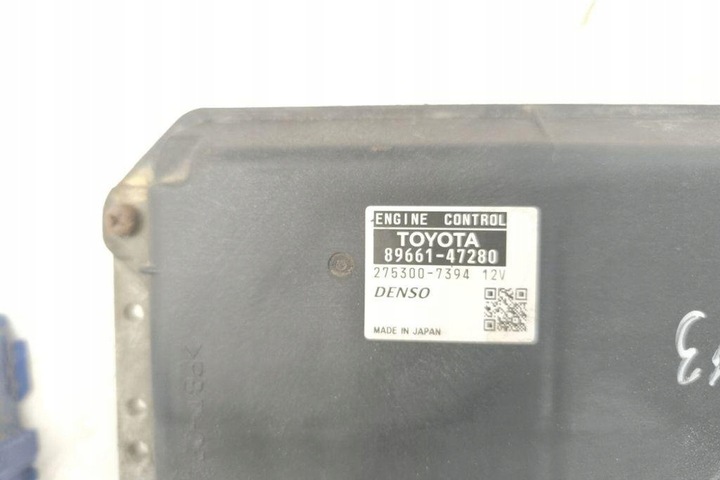 ENGINE CONTROL
TOYOTA
89661-47280
275300-7394 12V
DENSO
MADE IN JAPAN